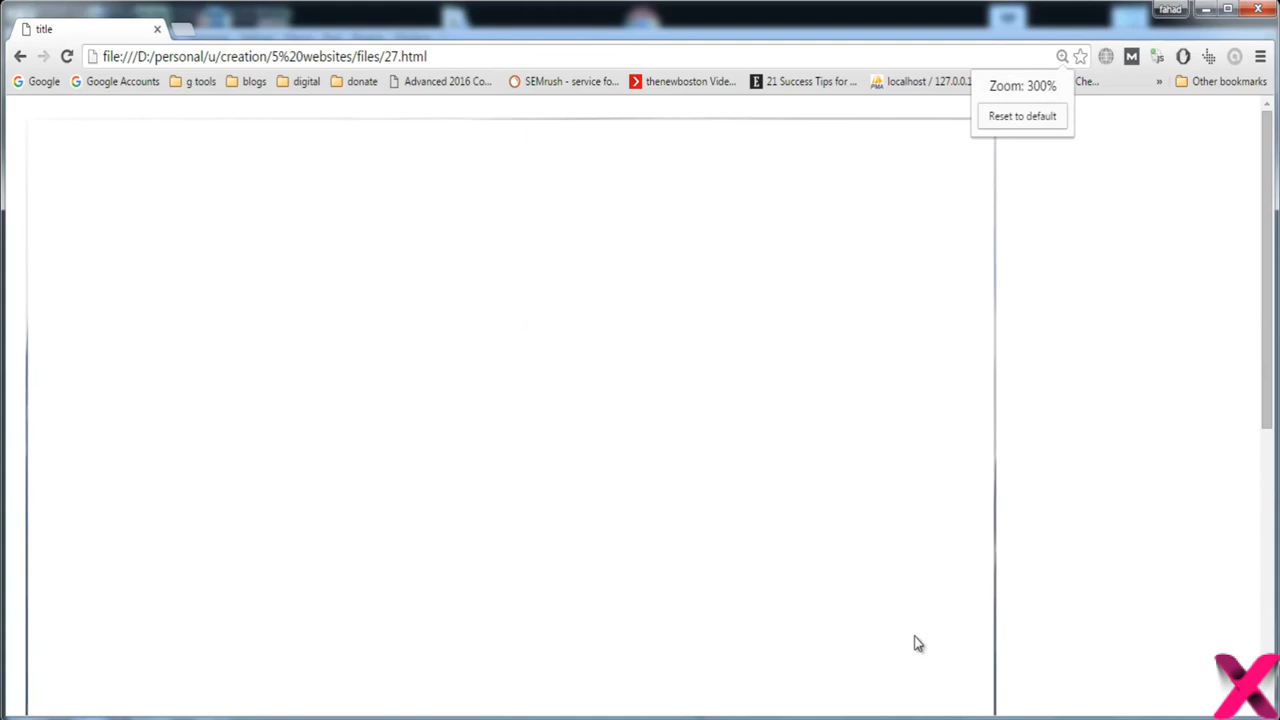 fahad
title
file:///D:/personal/u/creation/5%20websites/files/27.html
Google Google Accounts g tools blogs digital donate Advanced 2016 Co... SEMrush - service fo... thenewboston Vide... 21 Success Tips for ... localhost / 127.0.0.1 Che... » Other bookmarks
Zoom: 300%
Reset to default